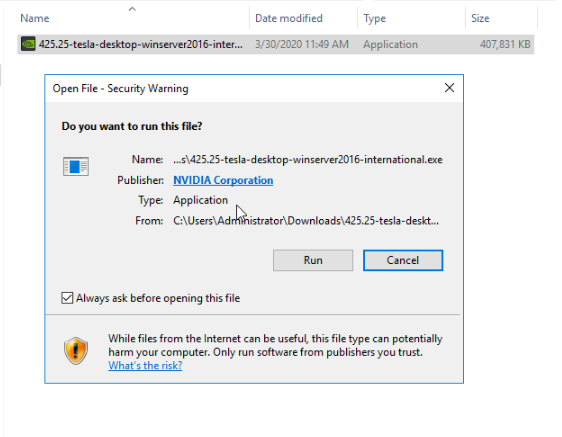 Name Date modified Type Size
425.25-tesla-desktop-winserver2016-inter... 3/30/2020 11:49 AM Application 407,831 KB
Open File - Security Warning
Do you want to run this file?
Name: ...s\425.25-tesla-desktop-winserver2016-international.exe
Publisher: NVIDIA Corporation
Type: Application
From: C:\Users\Administrator\Downloads\425.25-tesla-deskt...
Run Cancel
Always ask before opening this file
While files from the Internet can be useful, this file type can potentially
harm your computer. Only run software from publishers you trust.
What's the risk?